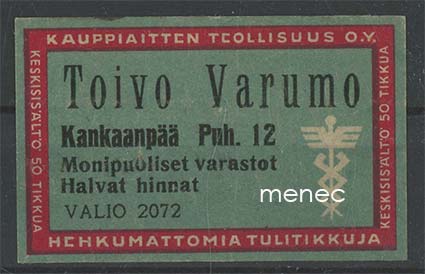 KAUPPIAITTEN TEOLLISUUS O.Y.
KESKISISÄLTÖ 50 TIKKUA
Toivo Varumo
Kankaanpää Puh. 12
Monipuoliset varastot
Halvat hinnat
VALIO 2072
menec
KESKISISÄLTÖ 50 TIKKUA
HEHKUMATTOMIA TULITIKKUJA